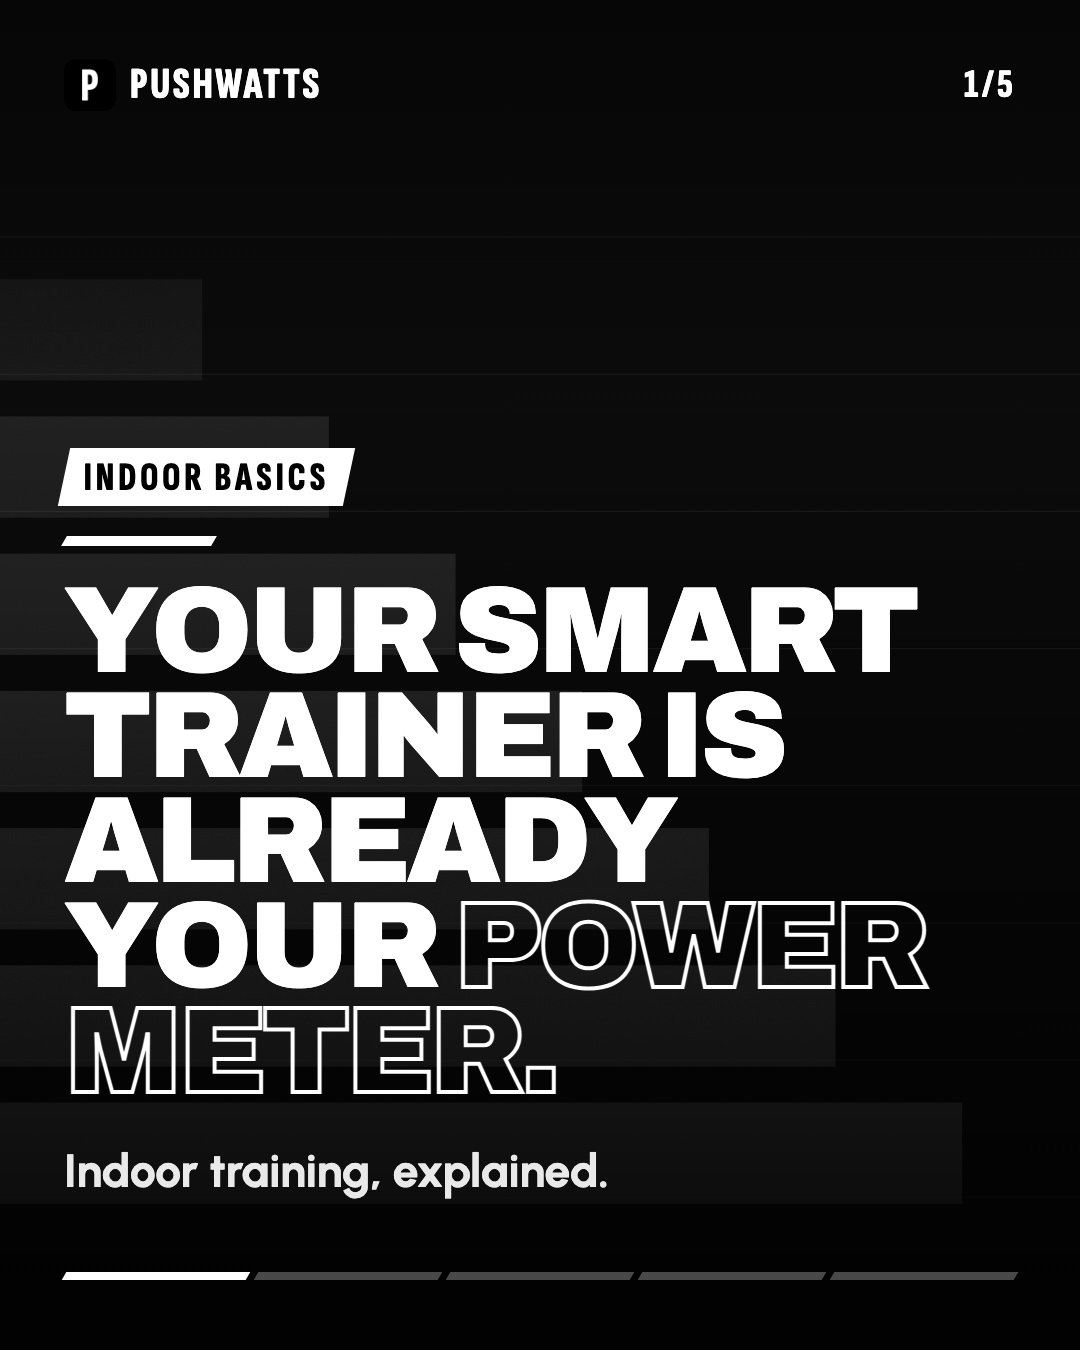 P PUSHWATTS
1/5
INDOOR BASICS
YOUR SMART
TRAINER IS
ALREADY
YOUR POWER
METER.
Indoor training, explained.